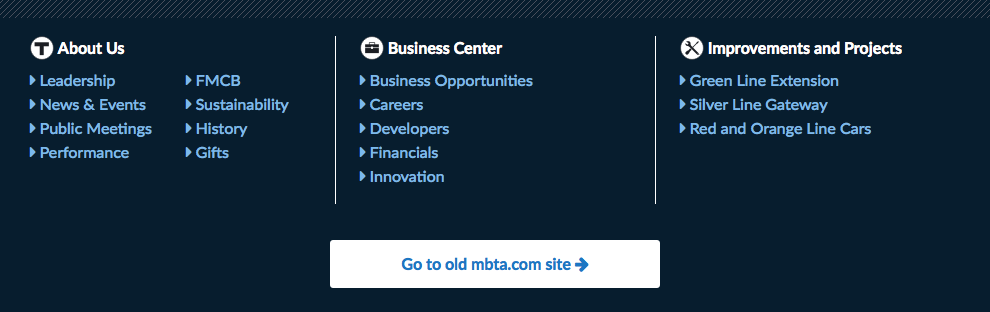 T About Us
Leadership
News & Events
Public Meetings
Performance
FMCB
Sustainability
History
Gifts
Business Center
Business Opportunities
Careers
Developers
Financials
Innovation
Improvements and Projects
Green Line Extension
Silver Line Gateway
Red and Orange Line Cars
Go to old mbta.com site